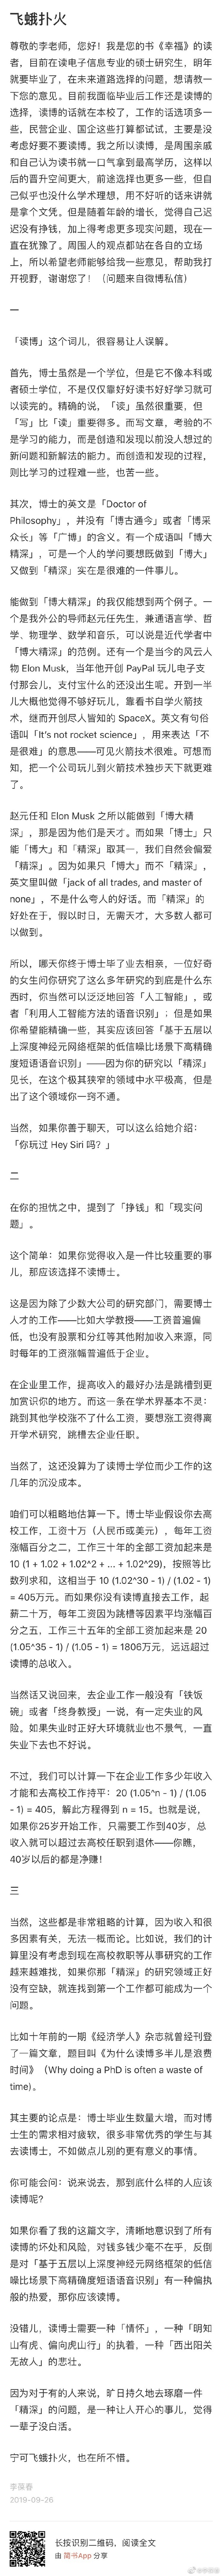 飞蛾扑火
尊敬的李老师，您好！我是您的书《幸福》的读
者，目前在读电子信息专业的硕士研究生，明年
就要毕业了，在未来道路选择的问题，想请教一
下您的意见。目前我面临毕业后工作还是读博的
选择，读博的话就在本校了，工作的话选项多一
些，民营企业、国企这些打算都试试，主要是没
考虑好要不要读博。我之所以读博，是周围亲戚
和自己认为读书就一口气拿到最高学历，这样以
后的晋升空间更大，前途选择也更多一些，但自
己似乎也没什么学术理想，用不好听的话来讲就
是拿个文凭。但是随着年龄的增长，觉得自己迟
迟没有挣钱，加上得考虑更多现实问题，现在一
直在犹豫了。周围人的观点都站在各自的立场
上，所以希望老师能够给我一些意见，帮助我打
开视野，谢谢您了！（问题来自微博私信）
一
「读博」这个词儿，很容易让人误解。
首先，博士虽然是一个学位，但是它不像本科或
者硕士学位，不是仅仅靠好好读书好好学习就可
以读完的。精确的说，「读」虽然很重要，但
「写」比「读」重要得多。而写文章，考验的不
是学习的能力，而是创造和发现以前没人想过的
新问题和新解法的能力。而创造和发现的过程，
则比学习的过程难一些，也苦一些。
其次，博士的英文是「Doctor of
Philosophy」，并没有「博古通今」或者「博采
众长」等「广博」的含义。有一个成语叫「博大
精深」，可是一个人的学问要想既做到「博大」
又做到「精深」实在是很难的一件事儿。
能做到「博大精深」的我仅能想到两个例子。一
个是我外公的导师赵元任先生，兼通语言学、哲
学、物理学、数学和音乐，可以说是近代学者中
「博大精深」的范例。还有一个是当今的风云人
物 Elon Musk，当年他开创 PayPal 玩儿电子支
付那会儿，支付宝什么的还没出生呢。开到一半
儿大概他觉得不够好玩儿，靠着书自学火箭技
术，继而开创尽人皆知的 SpaceX。英文有句俗
语叫「It's not rocket science」，用来表达「不
是很难」的意思——可见火箭技术很难。可想而
知，把一个公司玩儿到火箭技术独步天下就更难
了。
赵元任和 Elon Musk 之所以能做到「博大精
深」，那是因为他们是天才。而如果「博士」只
能「博大」和「精深」取其一，我们自然会偏爱
「精深」。因为如果只「博大」而不「精深」，
英文里叫做「jack of all trades, and master of
none」，不是什么夸人的好话。而「精深」的
好处在于，假以时日，无需天才，大多数人都可
以做到。
所以，哪天你终于博士毕了业去相亲，一位好奇
的女生问你研究了这么多年研究的到底是什么东
西时，你当然可以泛泛地回答「人工智能」，或
者「利用人工智能方法的语音识别」；但是如果
你希望能精确一些，其实应该回答「基于五层以
上深度神经元网络框架的低信噪比场景下高精确
度短语语音识别」——因为你的研究以「精深」
见长，在这个极其狭窄的领域中水平极高，但是
出了这个领域你一窍不通。
当然，如果你善于聊天，可以这么给她介绍：
「你玩过 Hey Siri 吗？」
二
在你的担忧之中，提到了「挣钱」和「现实问
题」。
这个简单：如果你觉得收入是一件比较重要的事
儿，那应该选择不读博士。
这是因为除了少数大公司的研究部门，需要博士
人才的工作——比如大学教授——工资普遍偏
低，也没有股票和分红等其他附加收入来源，同
时每年的工资涨幅普遍低于企业。
在企业里工作，提高收入的最好办法是跳槽到更
加赏识你的地方。而这一条在学术界基本不灵：
跳到其他学校涨不了什么工资，要想涨工资得离
开学术研究，跳槽去企业任职。
当然了，这还没算为了读博士学位而少工作的这
几年的沉没成本。
咱们可以粗略地估算一下。博士毕业假设你去高
校工作，工资十万（人民币或美元），每年工资
涨幅百分之二，工作三十年的全部工资加起来是
10 (1 + 1.02 + 1.02^2 + ... + 1.02^29)，按照等比
数列求和，这相当于 10 (1.02^30 - 1) / (1.02 - 1)
= 405万元。而如果你没有读博直接去工作，起
薪二十万，每年工资因为跳槽等因素平均涨幅百
分之五，工作三十五年的全部工资加起来是 20
(1.05^35 - 1) / (1.05 - 1) = 1806万元，远远超过
读博的总收入。
当然话又说回来，去企业工作一般没有「铁饭
碗」或者「终身教授」一说，有一定失业的风
险。如果失业时正好大环境就业也不景气，一直
失业下去也不好说。
不过，我们可以计算一下在企业工作多少年收入
才能和去高校工作持平：20 (1.05^n - 1) / (1.05
- 1) = 405，解此方程得到 n = 15。也就是说，
如果你25岁开始工作，只需要工作到40岁，总
收入就可以超过去高校任职到退休——你瞧，
40岁以后的都是净赚！
三
当然，这些都是非常粗略的计算，因为收入和很
多因素有关，无法一概而论。比如说，我们的计
算里没有考虑到现在高校教职等从事研究的工作
越来越难找，如果你那「精深」的研究领域正好
没有空缺，就连找到第一个工作都可能成为一个
问题。
比如十年前的一期《经济学人》杂志就曾经刊登
了一篇文章，题目叫《为什么读博多半儿是浪费
时间》（Why doing a PhD is often a waste of
time)。
其主要的论点是：博士毕业生数量大增，而对博
士生的需求相对疲软，很多非常优秀的学生与其
去读博士，不如做点儿别的更有意义的事情。
你可能会问：说来说去，那到底什么样的人应该
读博呢？
如果你看了我的这篇文字，清晰地意识到了所有
读博的坏处和风险，对钱多钱少毫不在乎，反倒
是对「基于五层以上深度神经元网络框架的低信
噪比场景下高精确度短语语音识别」有一种偏执
般的热爱，那你应该读博。
没错儿，读博士需要一种「情怀」，一种「明知
山有虎、偏向虎山行」的执着，一种「西出阳关
无故人」的悲壮。
因为对于有的人来说，旷日持久地去琢磨一件
「精深」的问题，是一种让人开心的事儿，觉得
一辈子没白活。
宁可飞蛾扑火，也在所不惜。
李葆春
2019-09-26
长按识别二维码，阅读全文
由 简书App 分享